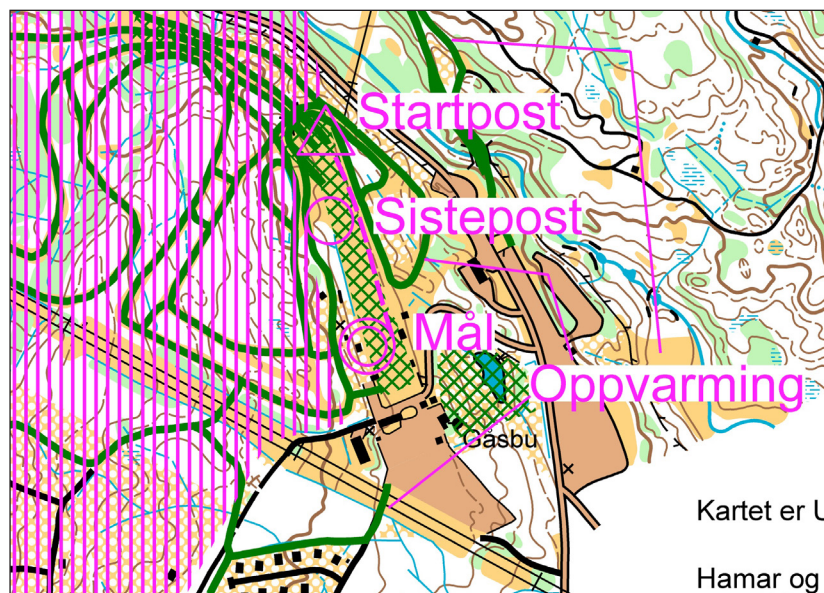 Startpost
Sistepost
Mål
Oppvarming
Gåsbu
Kartet er
Hamar og